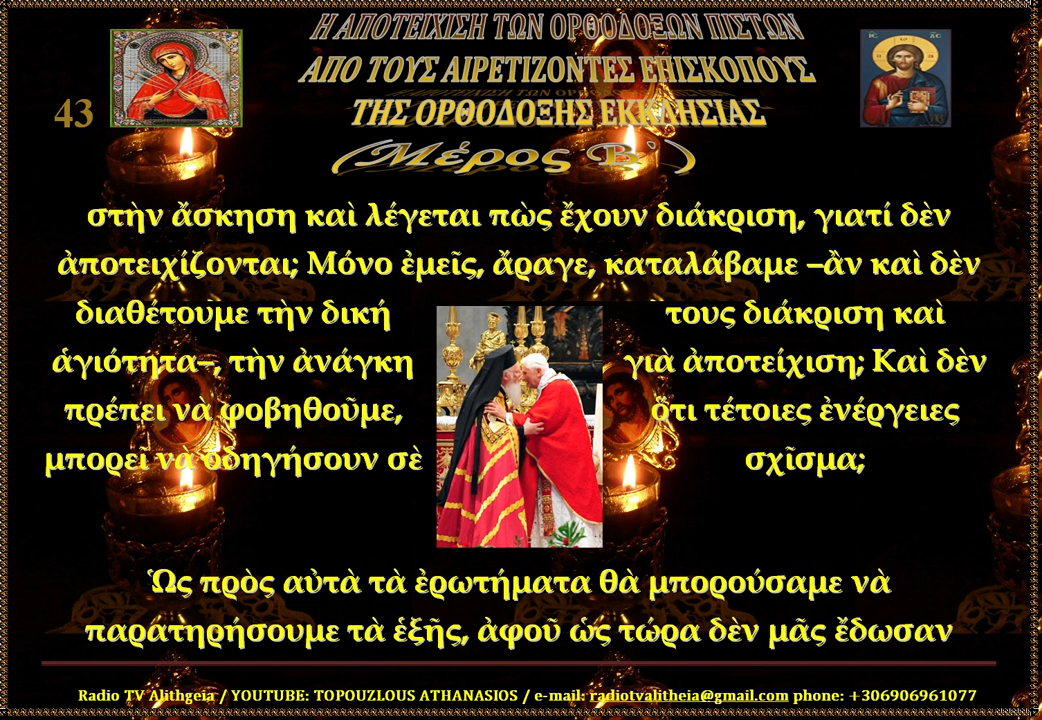 Η ΑΠΟΤΕΙΧΙΣΗ ΤΩΝ ΟΡΘΟΔΟΞΩΝ ΠΙΣΤΩΝ
ΑΠΟ ΤΟΥΣ ΑΙΡΕΤΙΖΟΝΤΕΣ ΕΠΙΣΚΟΠΟΥΣ
ΤΗΣ ΟΡΘΟΔΟΞΗΣ ΕΚΚΛΗΣΙΑΣ
(Μέρος Β΄)
43
στὴν ἄσκηση καὶ λέγεται πὼς ἔχουν διάκριση, γιατί δὲν
ἀποτειχίζονται; Μόνο ἐμεῖς, ἄραγε, καταλάβαμε –ἂν καὶ δὲν
διαθέτουμε τὴν δική τους διάκριση καὶ
ἁγιότητα–, τὴν ἀνάγκη γιὰ ἀποτείχιση; Καὶ δὲν
πρέπει νὰ φοβηθοῦμε, ὅτι τέτοιες ἐνέργειες
μπορεῖ να ὁδηγήσουν σὲ σχῖσμα;
Ὡς πρὸς αὐτὰ τὰ ἐρωτήματα θὰ μπορούσαμε νὰ
παρατηρήσουμε τὰ ἑξῆς, ἀφοῦ ὡς τώρα δὲν μᾶς ἔδωσαν
Radio TV Alithgeia / YOUTUBE: TOPOUZLOUS ATHANASIOS / e-mail: radiotvalitheia@gmail.com phone: +306906961077